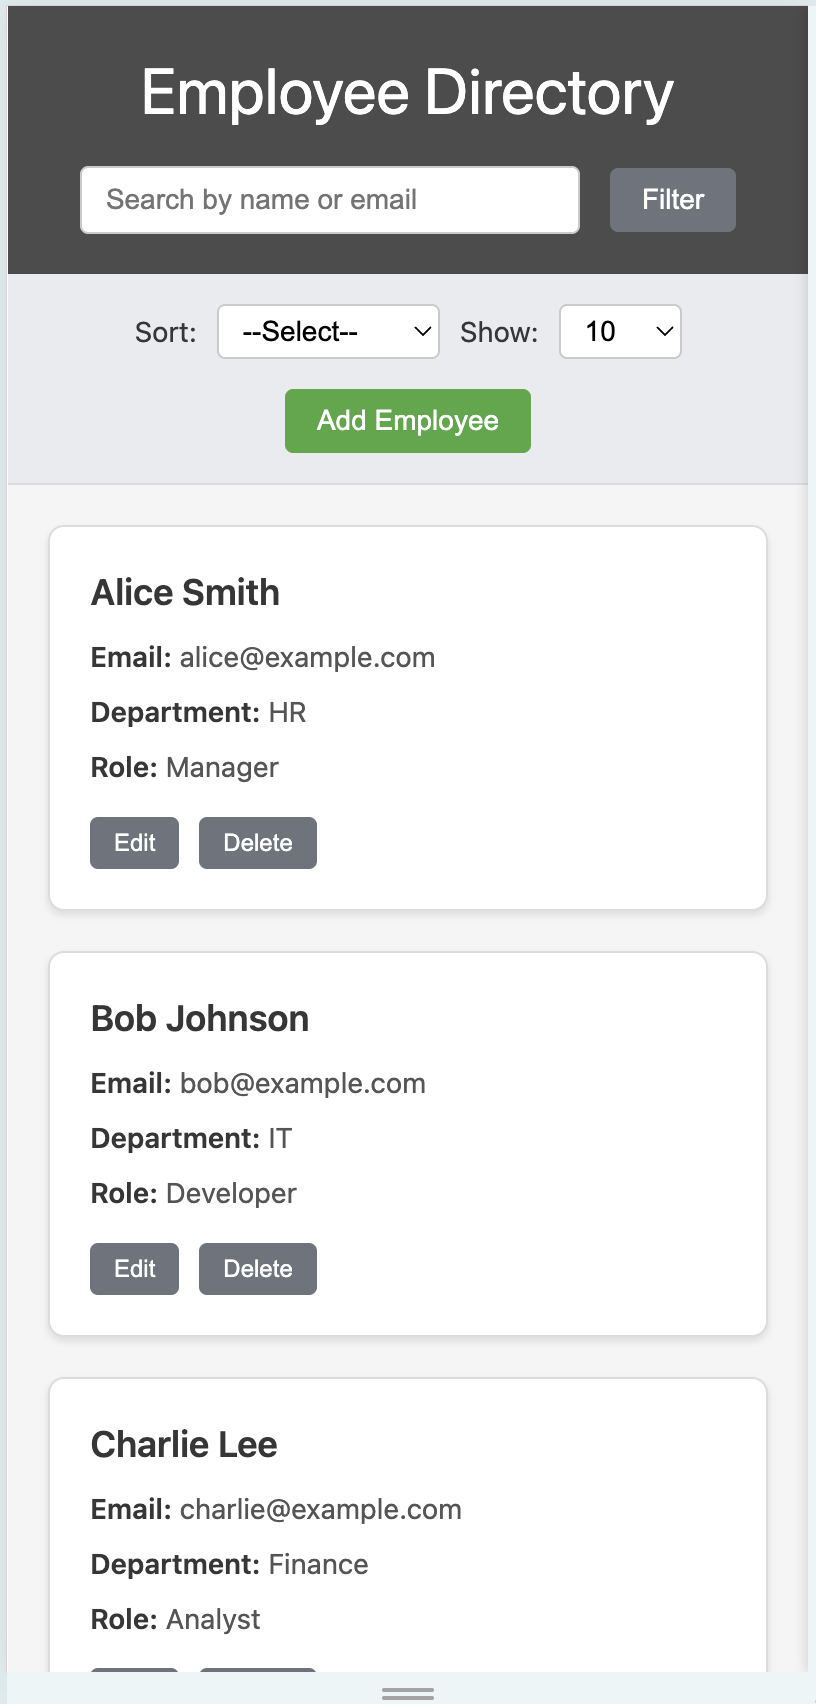 Employee Directory
Search by name or email Filter
Sort: --Select-- Show: 10
Add Employee
Alice Smith
Email: alice@example.com
Department: HR
Role: Manager
Edit Delete
Bob Johnson
Email: bob@example.com
Department: IT
Role: Developer
Edit Delete
Charlie Lee
Email: charlie@example.com
Department: Finance
Role: Analyst